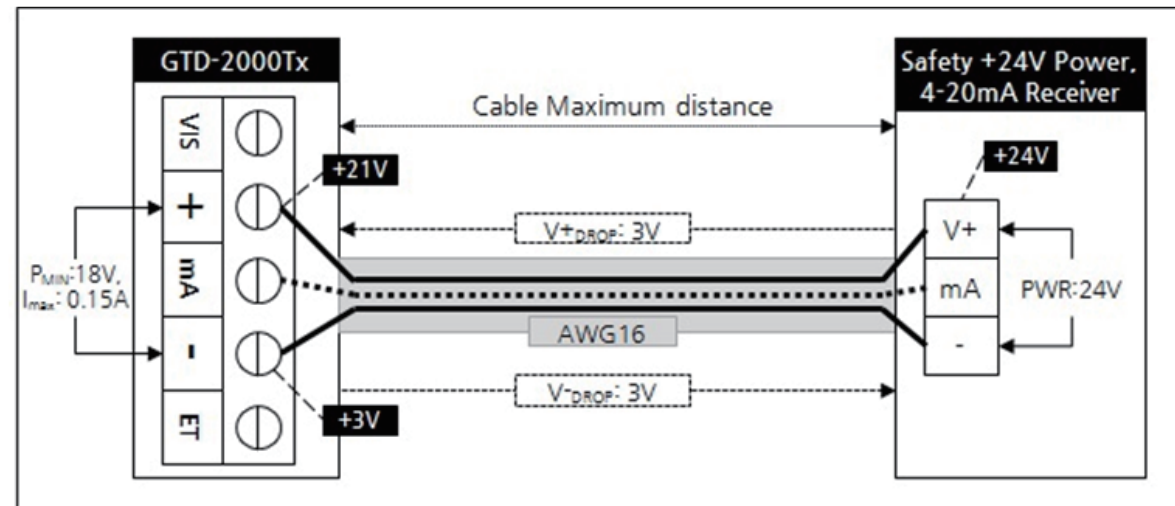 GTD-2000Tx
Safety +24V Power,
4-20mA Receiver
Cable Maximum distance
VIS
+21V
+24V
+
V+DROP: 3V
V+
PMIN:18V,
Imax: 0.15A
mA
mA
PWR:24V
AWG16
-
-
V-DROP: 3V
+3V
ET